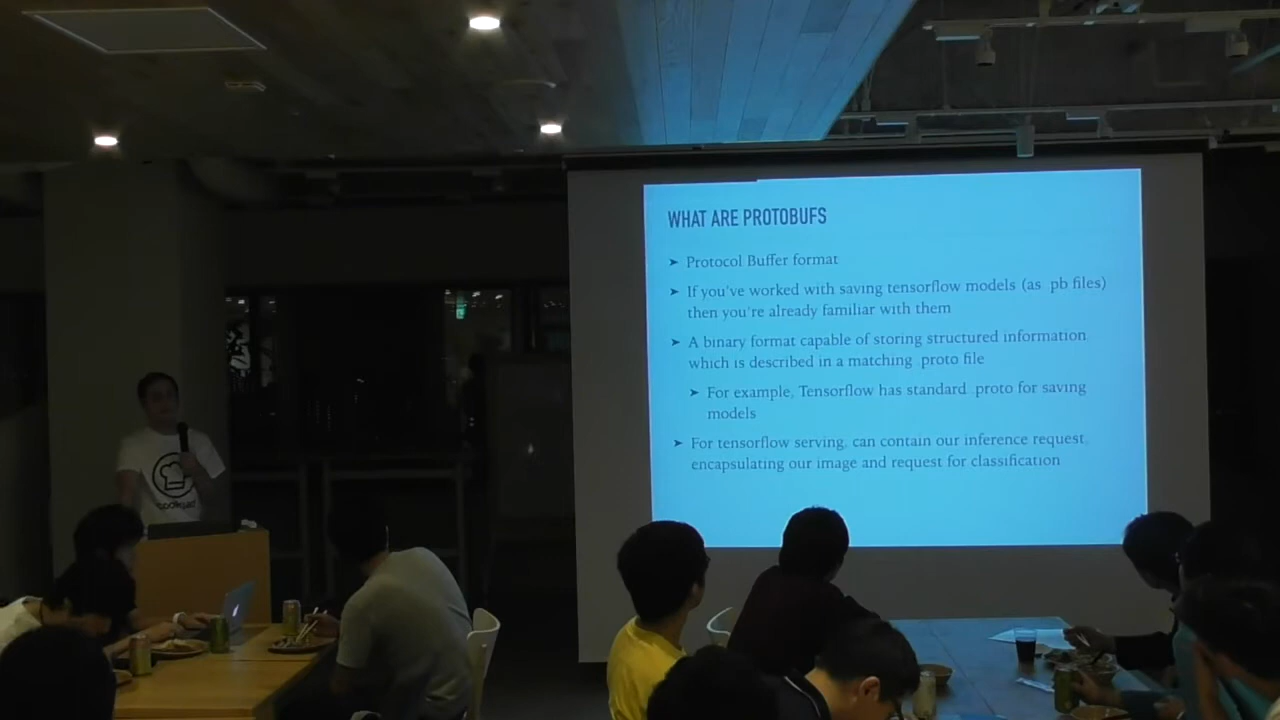 WHAT ARE PROTOBUFS
➤ Protocol Buffer format
➤ If you've worked with saving tensorflow models (as .pb files)
then you're already familiar with them
➤ A binary format capable of storing structured information
which is described in a matching .proto file
➤ For example, Tensorflow has standard .proto for saving
models
➤ For tensorflow serving, can contain our inference request,
encapsulating our image and request for classification
cookpad